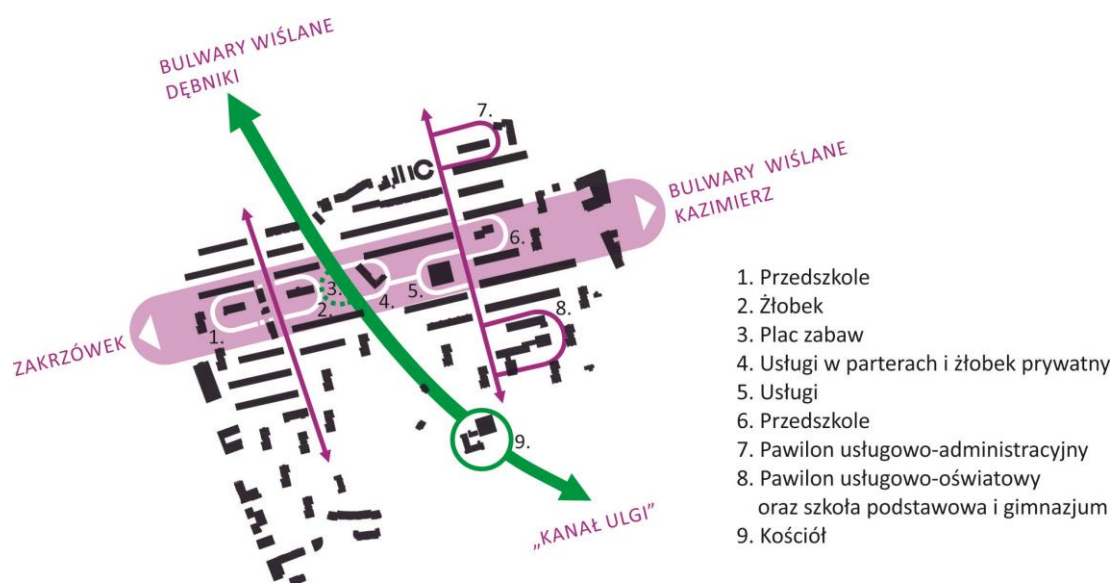 BULWARY WIŚLANE
DĘBNIKI
7.
BULWARY WIŚLANE
KAZIMIERZ
6.
3.
4.
5.
2.
1.
8.
ZAKRZÓWEK
9.
„KANAŁ ULGI”
1. Przedszkole
2. Żłobek
3. Plac zabaw
4. Usługi w parterach i żłobek prywatny
5. Usługi
6. Przedszkole
7. Pawilon usługowo-administracyjny
8. Pawilon usługowo-oświatowy
oraz szkoła podstawowa i gimnazjum
9. Kościół